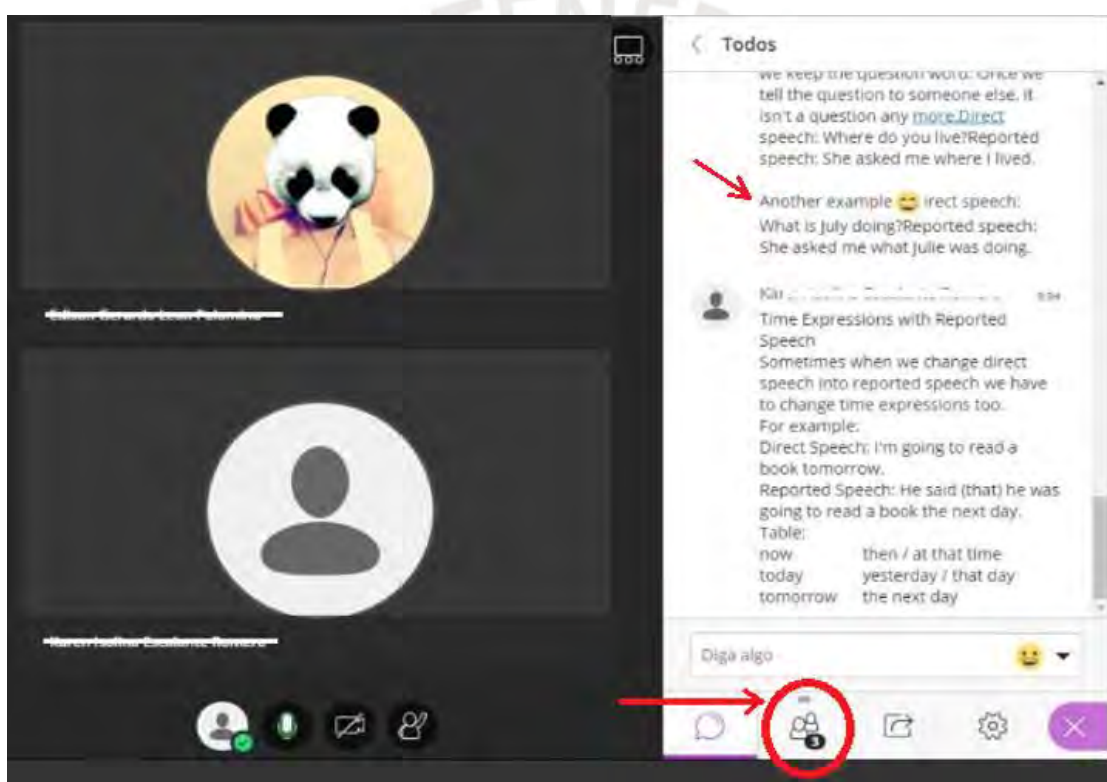 Todos
we keep the question word. Once we
tell the question to someone else, it
isn't a question any more.Direct
speech: Where do you live?Reported
speech: She asked me where I lived.
Another example 😄 irect speech:
What is July doing?Reported speech:
She asked me what Julie was doing.
9:34
Time Expressions with Reported
Speech
Sometimes when we change direct
speech into reported speech we have
to change time expressions too.
For example:
Direct Speech: I'm going to read a
book tomorrow.
Reported Speech: He said (that) he was
going to read a book the next day.
Table:
now then / at that time
today yesterday / that day
tomorrow the next day
Diga algo
3